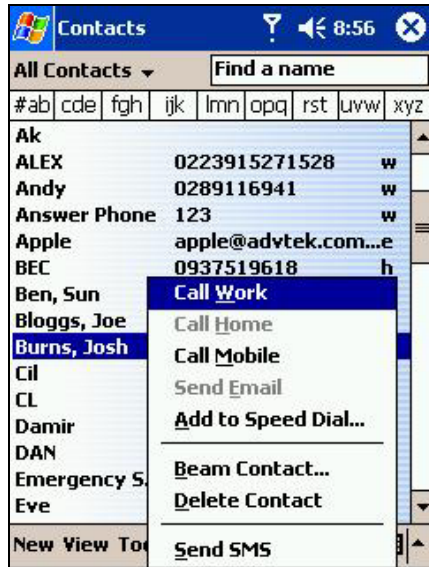 Contacts 8:56
All Contacts Find a name
#ab cde fgh ijk lmn opq rst uvw xyz
Ak
ALEX 0223915271528 w
Andy 0289116941 w
Answer Phone 123 w
Apple apple@advtek.com...e
BEC 0937519618 h
Ben, Sun
Bloggs, Joe
Burns, Josh
Cil
CL
Damir
DAN
Emergency S
Eve
Call Work
Call Home
Call Mobile
Send Email
Add to Speed Dial...
Beam Contact...
Delete Contact
Send SMS
New View Too